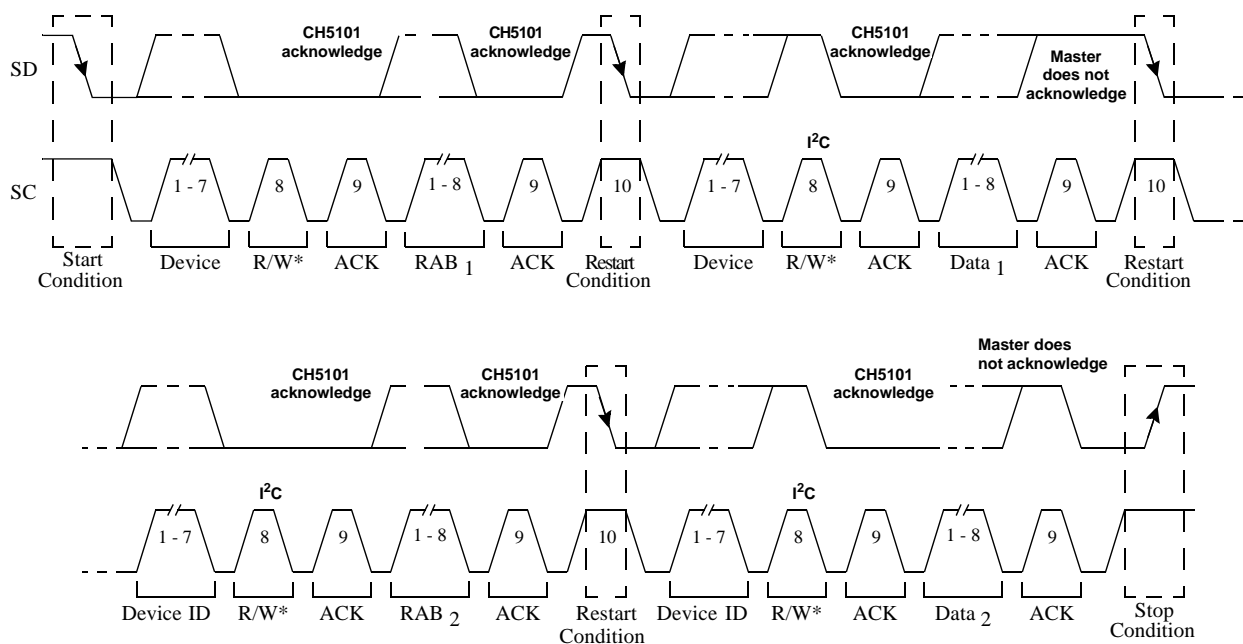 CH5101 acknowledge
CH5101 acknowledge
CH5101 acknowledge
Master does not acknowledge
SD
I²C
SC
1 - 7 8 9 1 - 8 9 10 1 - 7 8 9 1 - 8 9 10
Start Condition
Device R/W* ACK RAB 1 ACK
Restart Condition
Device R/W* ACK Data 1 ACK
Restart Condition
CH5101 acknowledge
CH5101 acknowledge
CH5101 acknowledge
Master does not acknowledge
I²C
I²C
1 - 7 8 9 1 - 8 9 10 1 - 7 8 9 1 - 8 9
Device ID R/W* ACK RAB 2 ACK
Restart Condition
Device ID R/W* ACK Data 2 ACK
Stop Condition